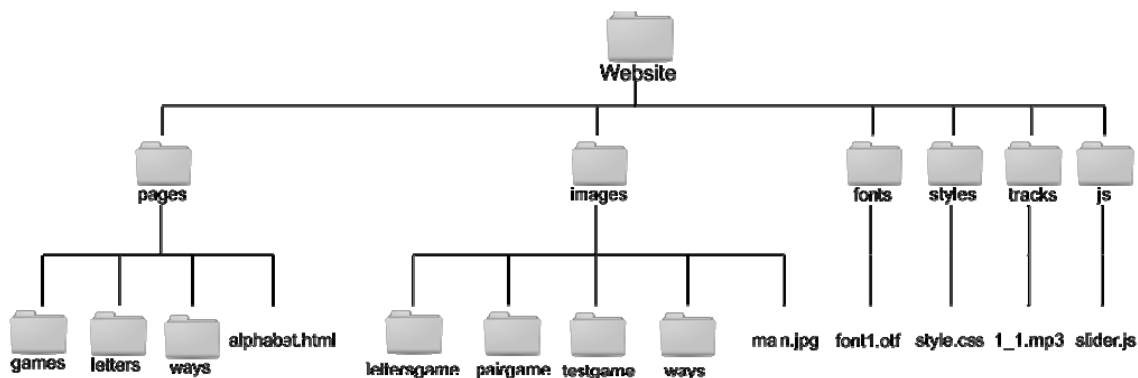 Website
pages images fonts styles tracks js
games letters ways alphabet.html lettersgame pairgame testgame ways man.jpg font1.otf style.css 1_1.mp3 slider.js